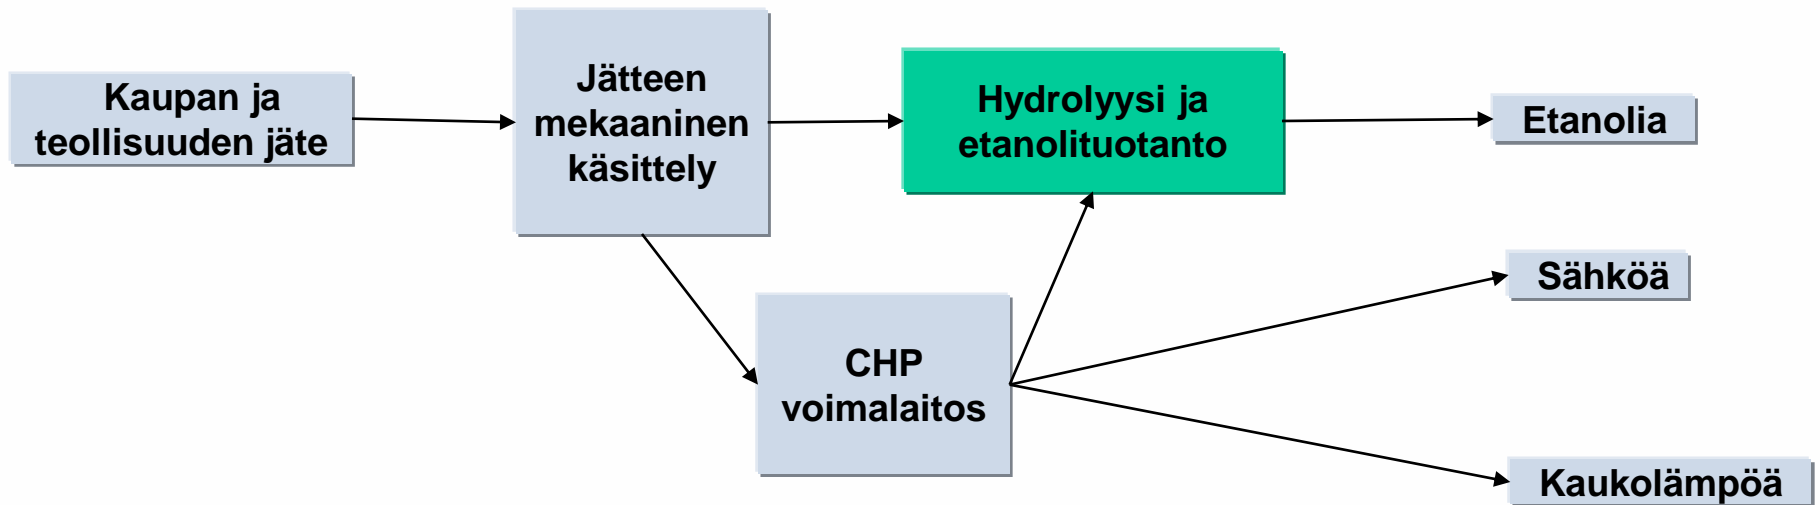 Kaupan ja
teollisuuden jäte
Jätteen
mekaaninen
käsittely
Hydrolyysi ja
etanolituotanto
Etanolia
Sähköä
CHP
voimalaitos
Kaukolämpöä